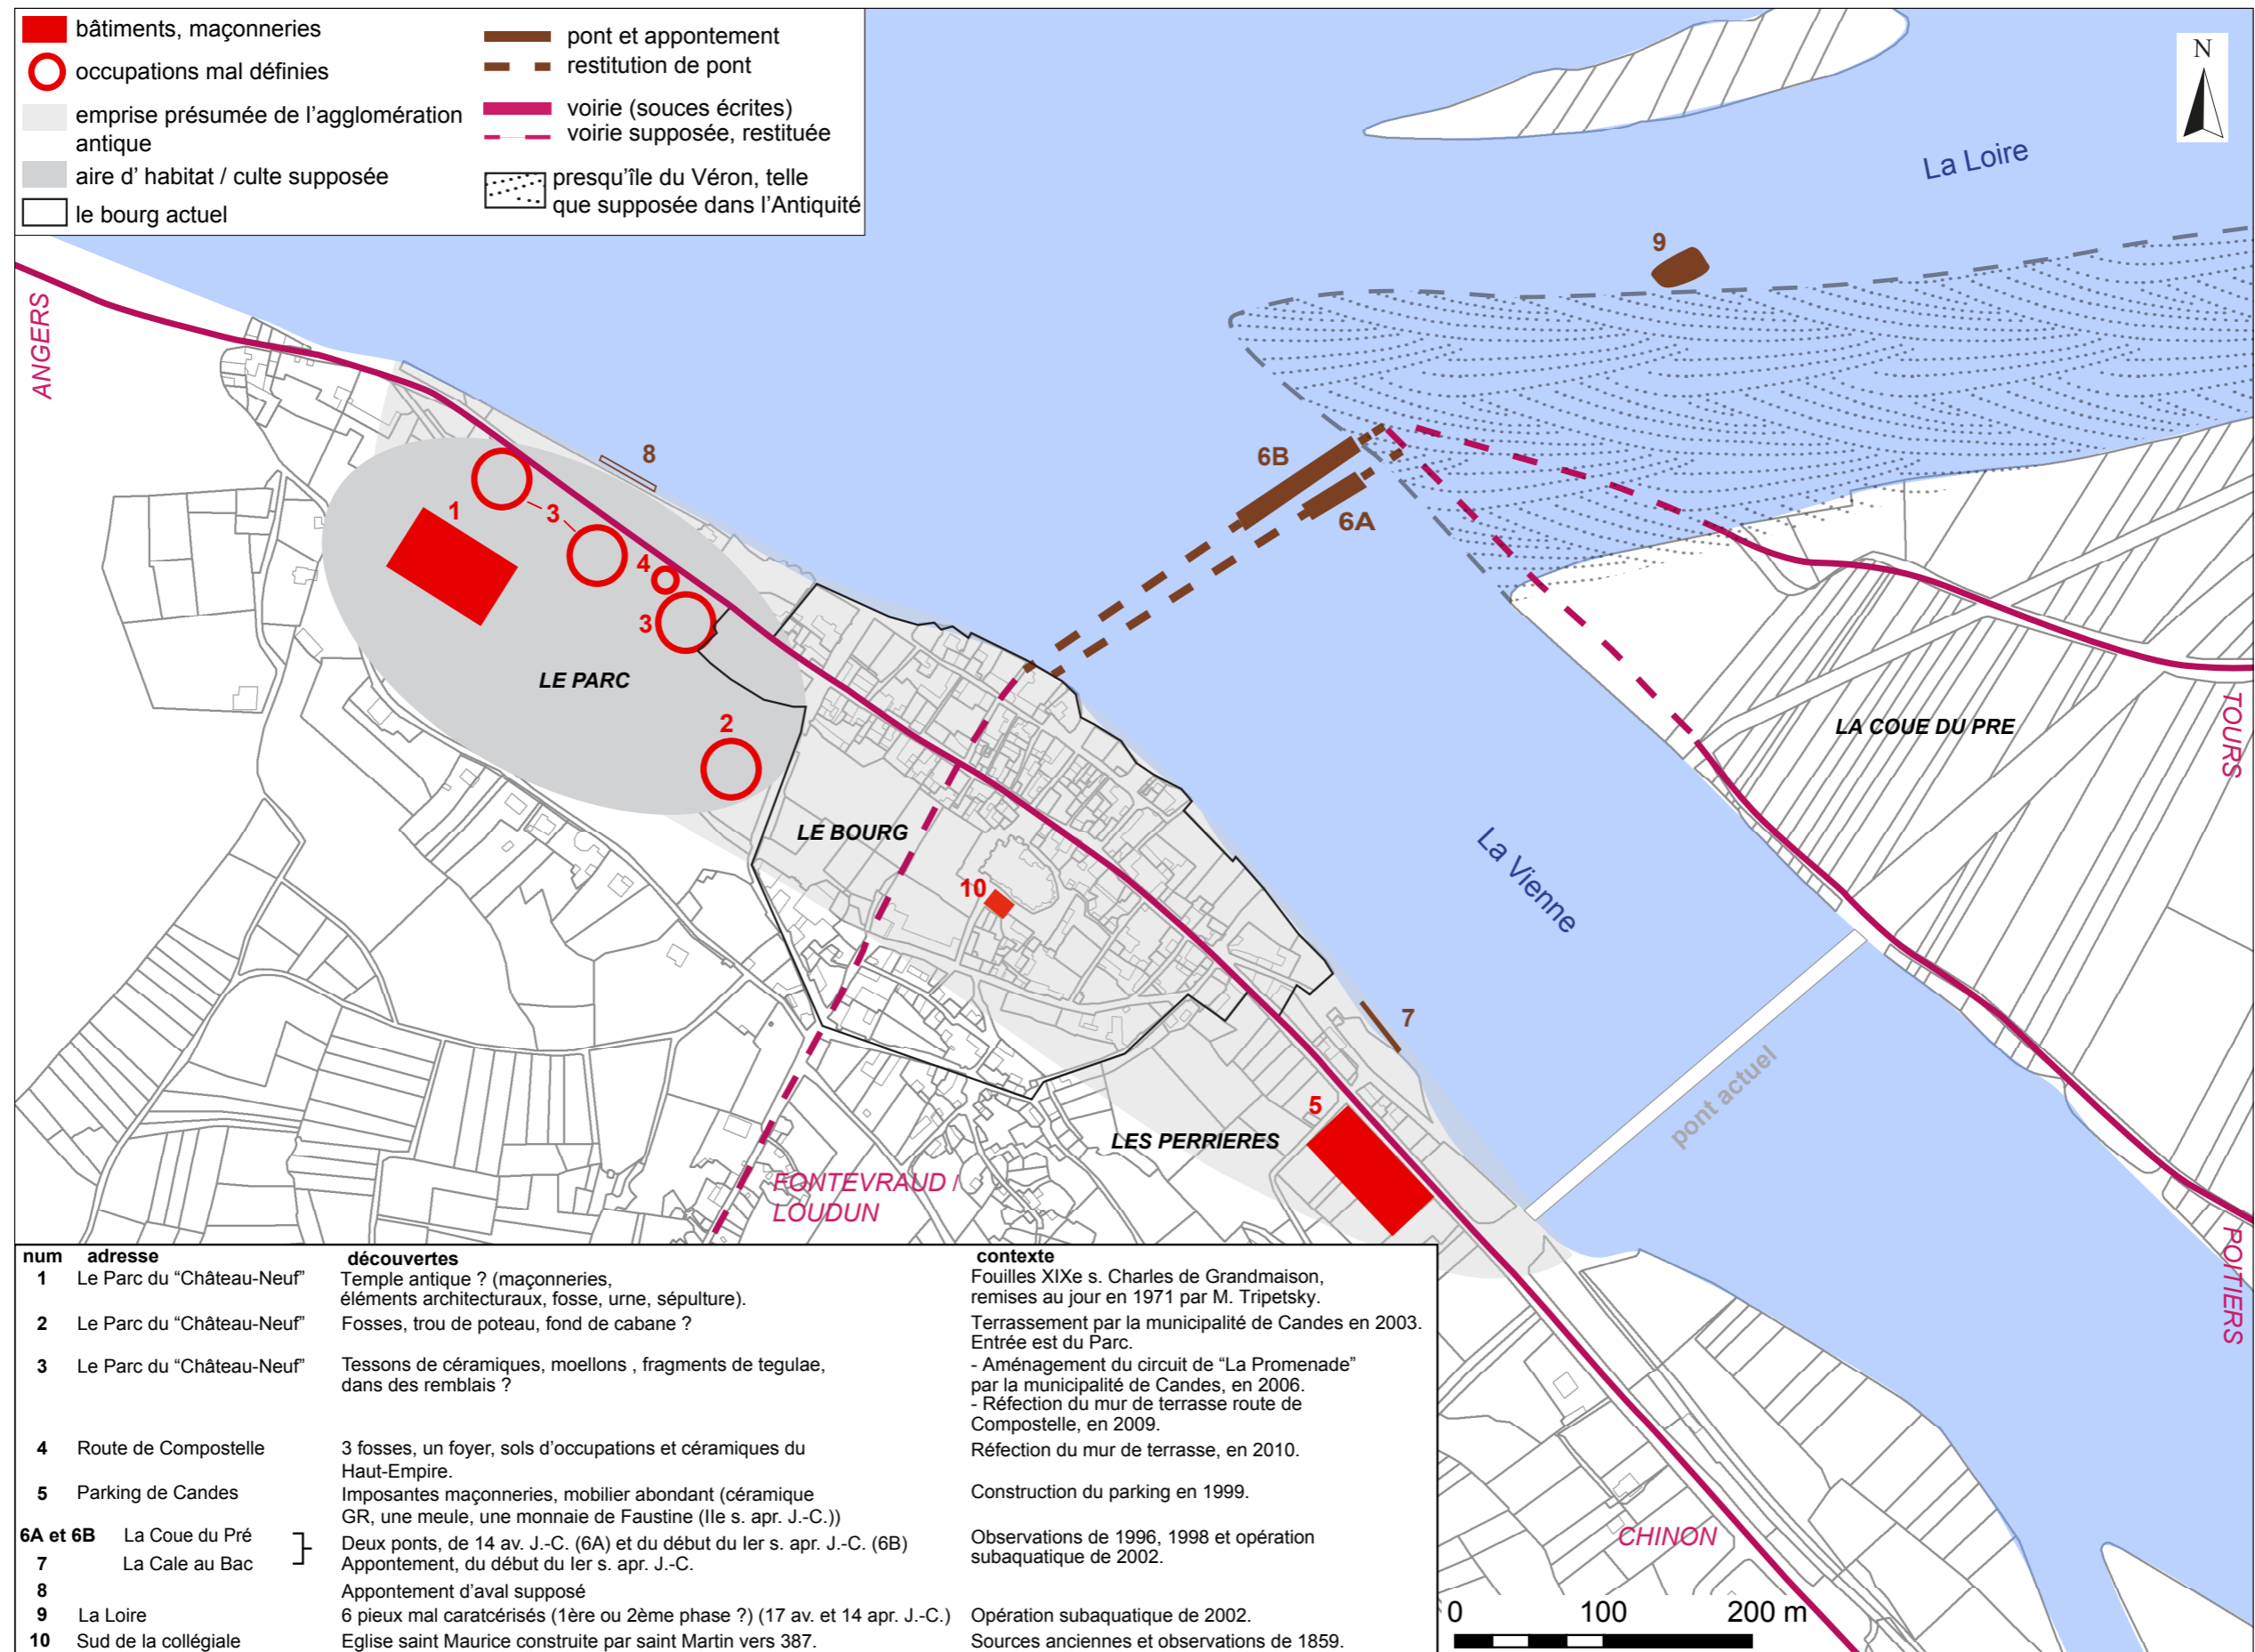 bâtiments, maçonneries
occupations mal définies
emprise présumée de l'agglomération
antique
aire d' habitat / culte supposée
le bourg actuel
pont et appontement
restitution de pont
voirie (souces écrites)
voirie supposée, restituée
presqu'île du Véron, telle
que supposée dans l'Antiquité
N
La Loire
9
ANGERS
8
6B
6A
1
3
4
3
LE PARC
2
TOURS
LA COUE DU PRE
LE BOURG
La Vienne
10
7
pont actuel
5
LES PERRIERES
FONTEVRAUD /
LOUDUN
POITIERS
CHINON
0 100 200 m
num adresse découvertes contexte
1 Le Parc du “Château-Neuf” Temple antique ? (maçonneries, Fouilles XIXe s. Charles de Grandmaison,
éléments architecturaux, fosse, urne, sépulture). remises au jour en 1971 par M. Tripetsky.
2 Le Parc du “Château-Neuf” Fosses, trou de poteau, fond de cabane ? Terrassement par la municipalité de Candes en 2003.
Entrée est du Parc.
3 Le Parc du “Château-Neuf” Tessons de céramiques, moellons , fragments de tegulae, - Aménagement du circuit de “La Promenade”
dans des remblais ? par la municipalité de Candes, en 2006.
- Réfection du mur de terrasse route de
Compostelle, en 2009.
4 Route de Compostelle 3 fosses, un foyer, sols d'occupations et céramiques du Réfection du mur de terrasse, en 2010.
Haut-Empire.
5 Parking de Candes Imposantes maçonneries, mobilier abondant (céramique Construction du parking en 1999.
GR, une meule, une monnaie de Faustine (IIe s. apr. J.-C.))
6A et 6B La Coue du Pré Deux ponts, de 14 av. J.-C. (6A) et du début du Ier s. apr. J.-C. (6B) Observations de 1996, 1998 et opération
7 La Cale au Bac Appontement, du début du Ier s. apr. J.-C. subaquatique de 2002.
8 Appontement d'aval supposé
9 La Loire 6 pieux mal caratcérisés (1ère ou 2ème phase ?) (17 av. et 14 apr. J.-C.) Opération subaquatique de 2002.
10 Sud de la collégiale Eglise saint Maurice construite par saint Martin vers 387. Sources anciennes et observations de 1859.